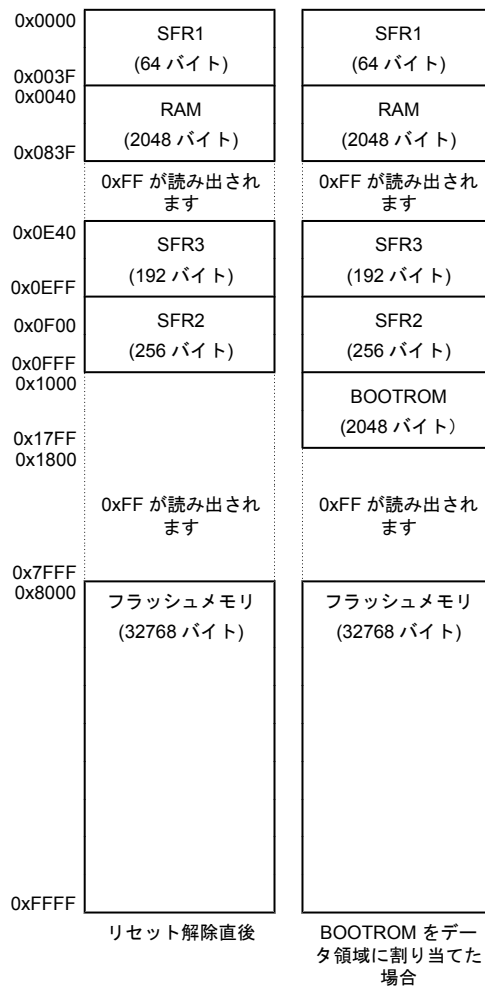 0x0000
SFR1
(64 バイト)
SFR1
(64 バイト)
0x003F
0x0040
RAM
(2048 バイト)
RAM
(2048 バイト)
0x083F
0xFF が読み出され
ます
0xFF が読み出され
ます
0x0E40
SFR3
(192 バイト)
SFR3
(192 バイト)
0x0EFF
0x0F00
SFR2
(256 バイト)
SFR2
(256 バイト)
0x0FFF
0x1000
BOOTROM
(2048 バイト)
0x17FF
0x1800
0xFF が読み出され
ます
0xFF が読み出され
ます
0x7FFF
0x8000
フラッシュメモリ
(32768 バイト)
フラッシュメモリ
(32768 バイト)
0xFFFF
リセット解除直後
BOOTROM をデー
タ領域に割り当てた
場合